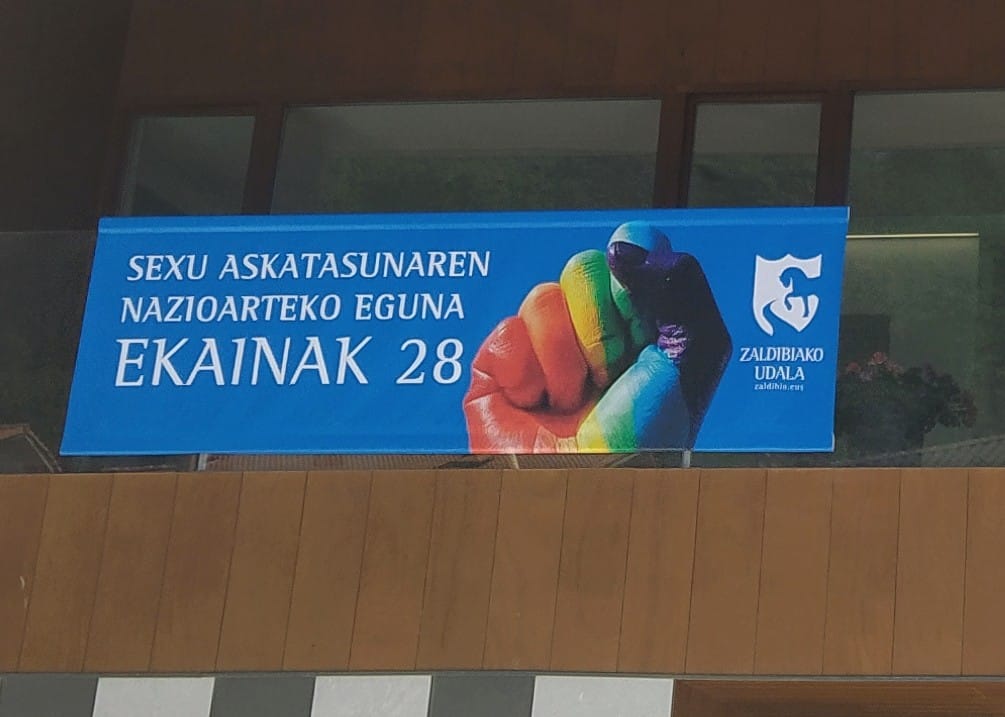 SEXU ASKATASUNAREN
NAZIOARTEKO EGUNA
EKAINAK 28
ZALDIBIAKO
UDALA
zaldibia.eus